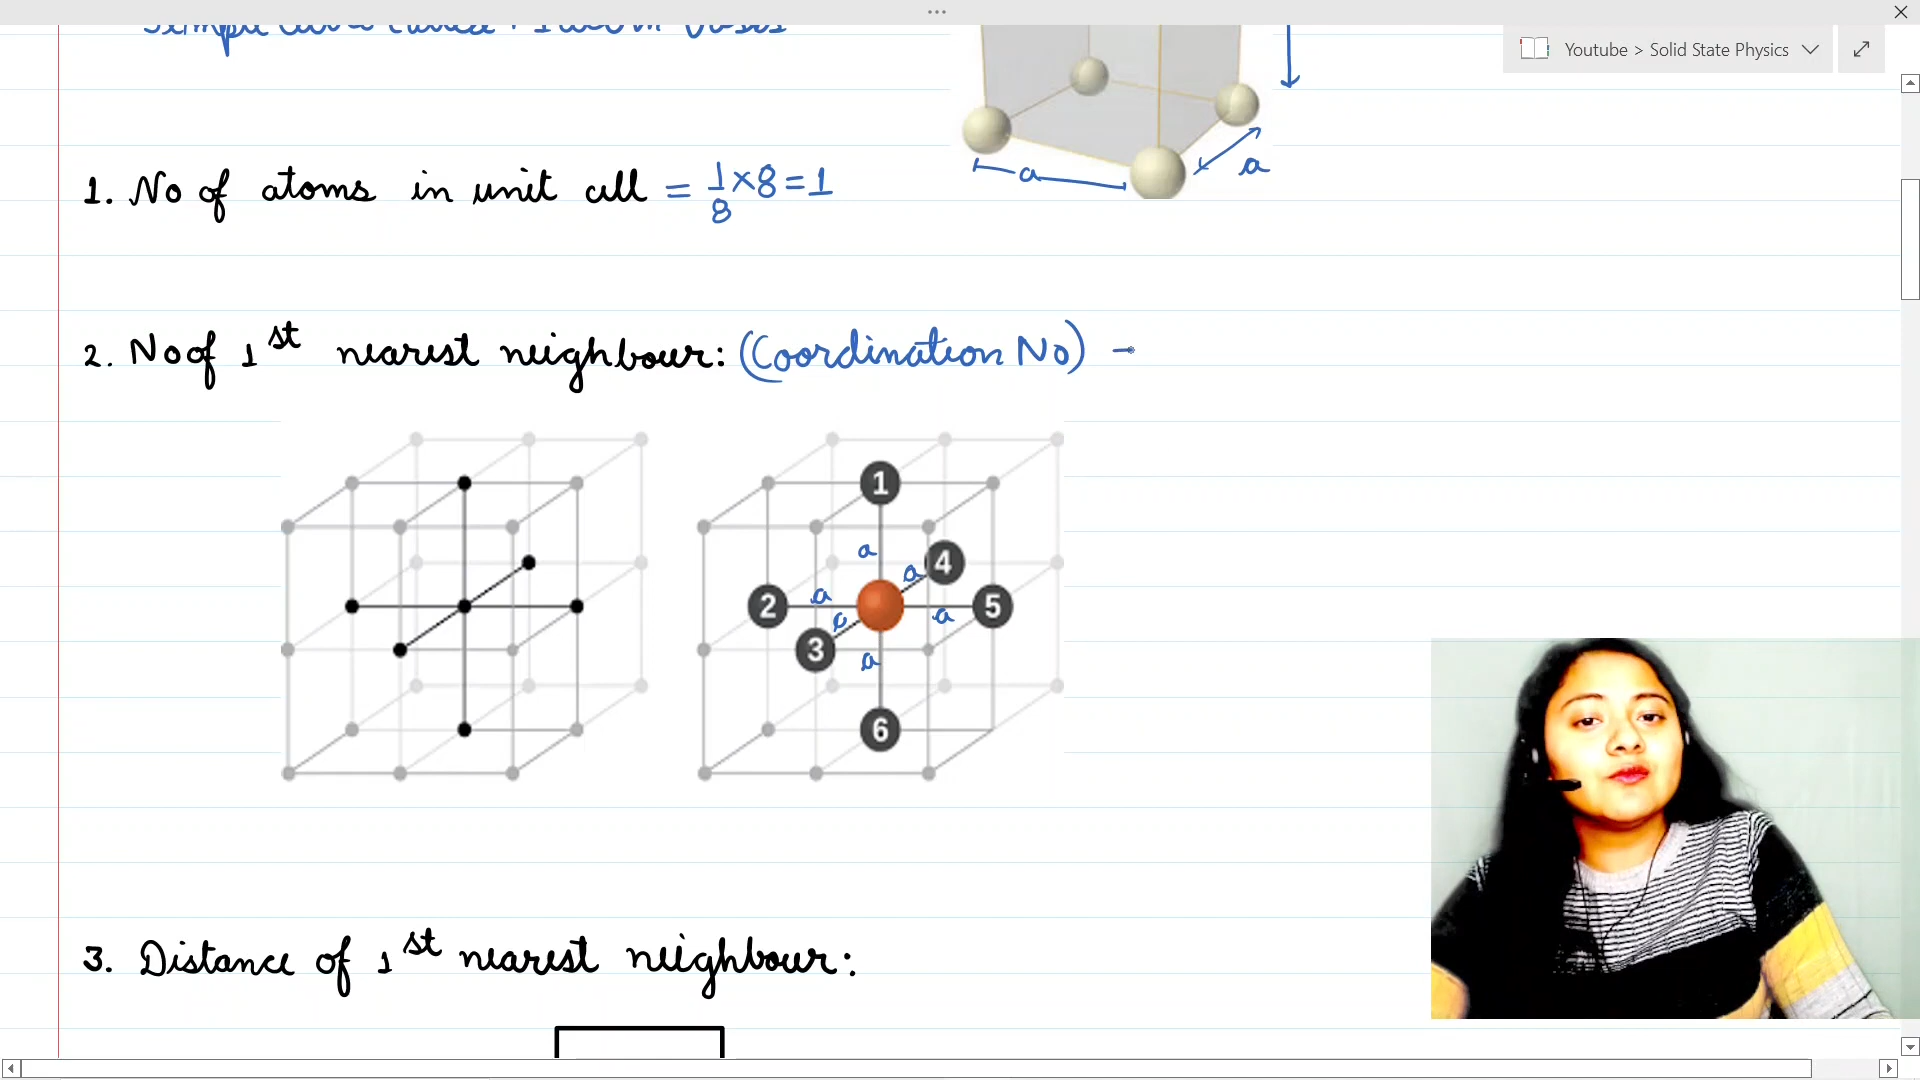 Youtube > Solid State Physics
a
a
1. No of atoms in unit cell = 1/8 × 8 = 1
2. No of 1st nearest neighbour: (Coordination No) -
1
a
4
a
2
a
5
a
a
3
a
6
3. Distance of 1st nearest neighbour: